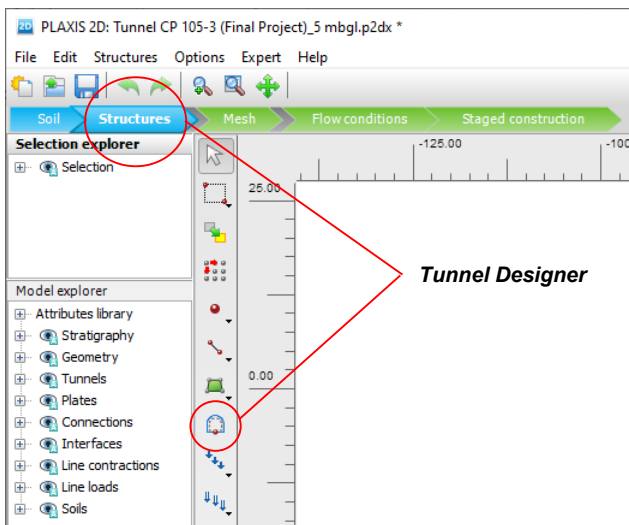 PLAXIS 2D: Tunnel CP 105-3 (Final Project)_5 mbgl.p2dx *
File Edit Structures Options Expert Help
Soil Structures Mesh Flow conditions Staged construction
Selection explorer
Selection
-125.00
-100
25.00
Model explorer
Attributes library
Stratigraphy
Geometry
Tunnels
Plates
Connections
Interfaces
Line contractions
Line loads
Soils
0.00
Tunnel Designer